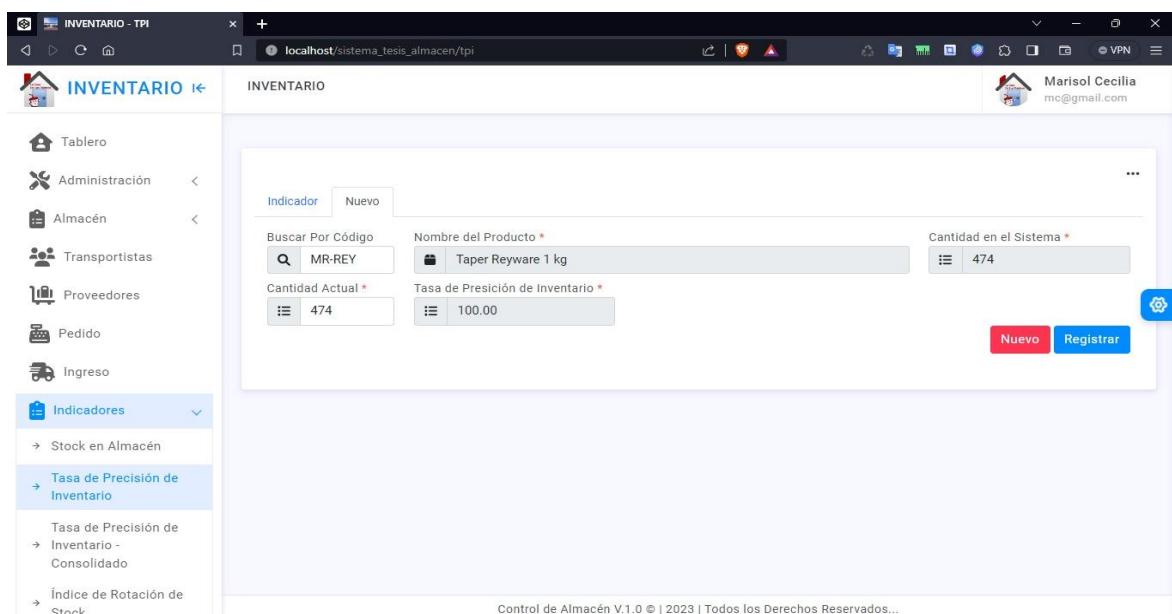 INVENTARIO - TPI
localhost/sistema_tesis_almacen/tpi
VPN
INVENTARIO
INVENTARIO
Marisol Cecilia
mc@gmail.com
Tablero
Administración
Almacén
Transportistas
Proveedores
Pedido
Ingreso
Indicadores
Stock en Almacén
Tasa de Precisión de
Inventario
Tasa de Precisión de
Inventario -
Consolidado
Índice de Rotación de
Stock
Indicador Nuevo
Buscar Por Código Nombre del Producto * Cantidad en el Sistema *
MR-REY Taper Reyware 1 kg 474
Cantidad Actual * Tasa de Presición de Inventario *
474 100.00
Nuevo Registrar
Control de Almacén V.1.0 © | 2023 | Todos los Derechos Reservados...